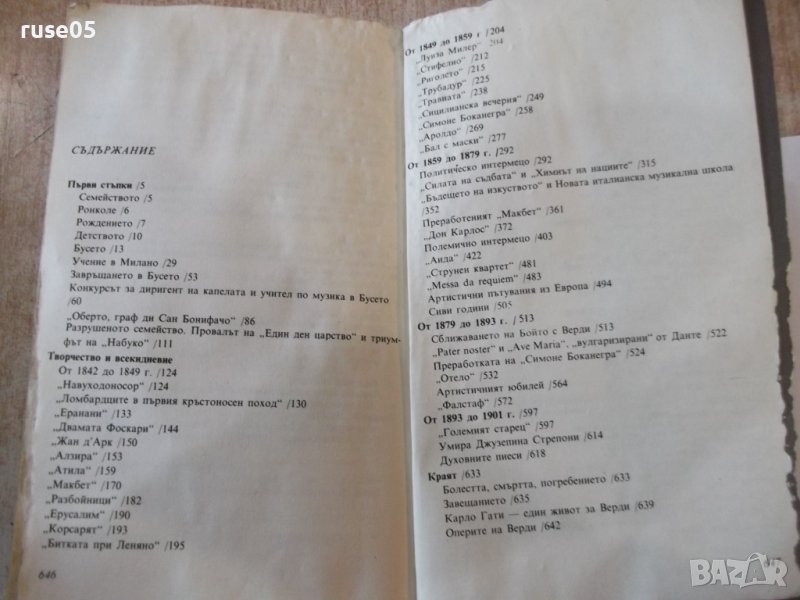 ruse05
СЪДЪРЖАНИЕ
Първи стъпки /5
Семейството /5
Ронколе /6
Рождението /7
Детството /10
Бусето /13
Учение в Милано /29
Завръщането в Бусето /53
Конкурсът за диригент на капелата и учител по музика в Бусето
/60
„Оберто, граф ди Сан Бонифачо“ /86
Разрушеното семейство. Провалът на „Един ден царство“ и триум-
фът на „Набуко“ /111
Творчество и всекидневие
От 1842 до 1849 г. /124
„Навуходоносор“ /124
„Ломбардците в първия кръстоносен поход“ /130
„Еранани“ /133
„Двамата Фоскари“ /144
„Жан д'Арк /150
„Алзира“ /153
„Атила“ /159
„Макбет“ /170
„Разбойници“ /182
„Ерусалим“ /190
„Корсарят“ /193
„Битката при Леняно“ /195
646
От 1849 до 1859 г /204
„Луиза Милер“ /204
„Стифелио“ /212
„Риголето“ /215
„Трубадур“ /225
„Травиата“ /238
„Сицилианска вечерня“ /249
„Симоне Боканегра“ /258
„Аролдо“ /269
„Бал с маски“ /277
От 1859 до 1879 г. /292
Политическо интермецо /292
„Силата на съдбата“ и „Химнът на нациите“ /315
„Бъдещето на изкуството“ и Новата италианска музикална школа
/352
Преработеният „Макбет“ /361
„Дон Карлос“ /372
Полемично интермецо /403
„Аида“ /422
„Струнен квартет“ /481
„Messa da requiem“ /483
Артистични пътувания из Европа /494
Сиви години /505
От 1879 до 1893 г. /513
Сближаването на Бойто с Верди /513
„Pater noster“ и „Ave Maria“, „вулгаризирани“ от Данте /522
Преработката на „Симоне Боканегра“ /524
„Отело“ /532
Артистичният юбилей /564
„Фалстаф“ /572
От 1893 до 1901 г. /597
„Големият старец“ /597
Умира Джузепина Стрепони /614
Духовните пиеси /618
Краят /633
Болестта, смъртта, погребението /633
Завещанието /635
Карло Гати — един живот за Верди /639
Оперите на Верди /642
BAZAR